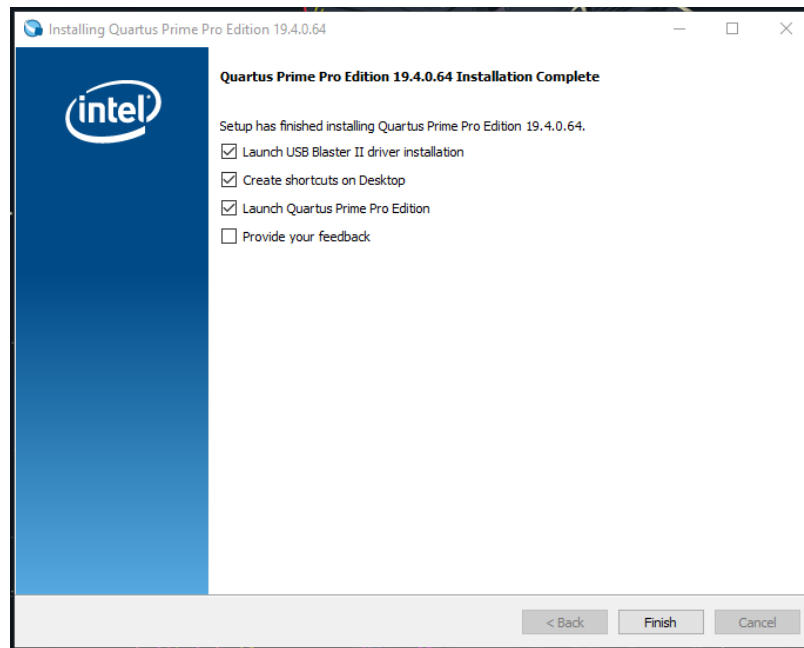 Installing Quartus Prime Pro Edition 19.4.0.64
intel
Quartus Prime Pro Edition 19.4.0.64 Installation Complete
Setup has finished installing Quartus Prime Pro Edition 19.4.0.64.
Launch USB Blaster II driver installation
Create shortcuts on Desktop
Launch Quartus Prime Pro Edition
Provide your feedback
< Back Finish Cancel